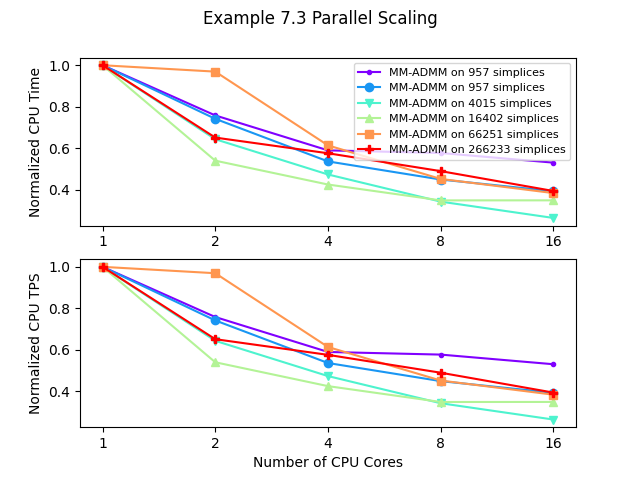 Example 7.3 Parallel Scaling
Normalized CPU Time
1.0
0.8
0.6
0.4
MM-ADMM on 957 simplices
MM-ADMM on 957 simplices
MM-ADMM on 4015 simplices
MM-ADMM on 16402 simplices
MM-ADMM on 66251 simplices
MM-ADMM on 266233 simplices
1 2 4 8 16
Normalized CPU TPS
1.0
0.8
0.6
0.4
1 2 4 8 16
Number of CPU Cores